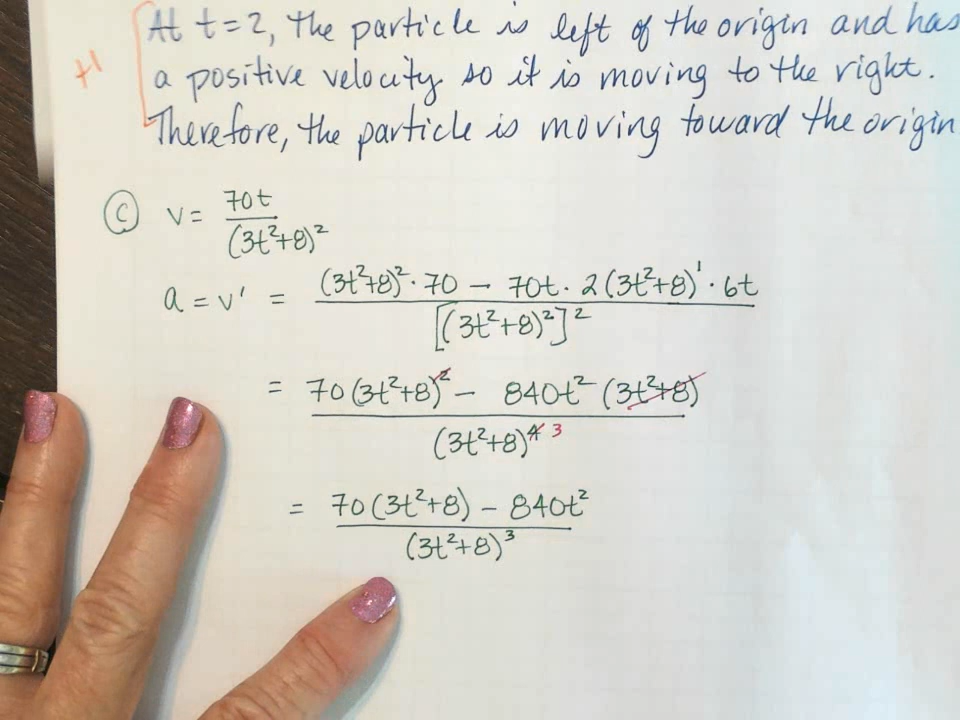 At t=2, the particle is left of the origin and has
+1 a positive velocity so it is moving to the right.
Therefore, the particle is moving toward the origin
Ⓒ v = 70t / (3t²+8)²
a = v' = (3t²+8)²·70 − 70t·2(3t²+8)¹·6t / [(3t²+8)²]²
= 70(3t²+8)² − 840t²(3t²+8) / (3t²+8)⁴ 3
= 70(3t²+8) − 840t² / (3t²+8)³